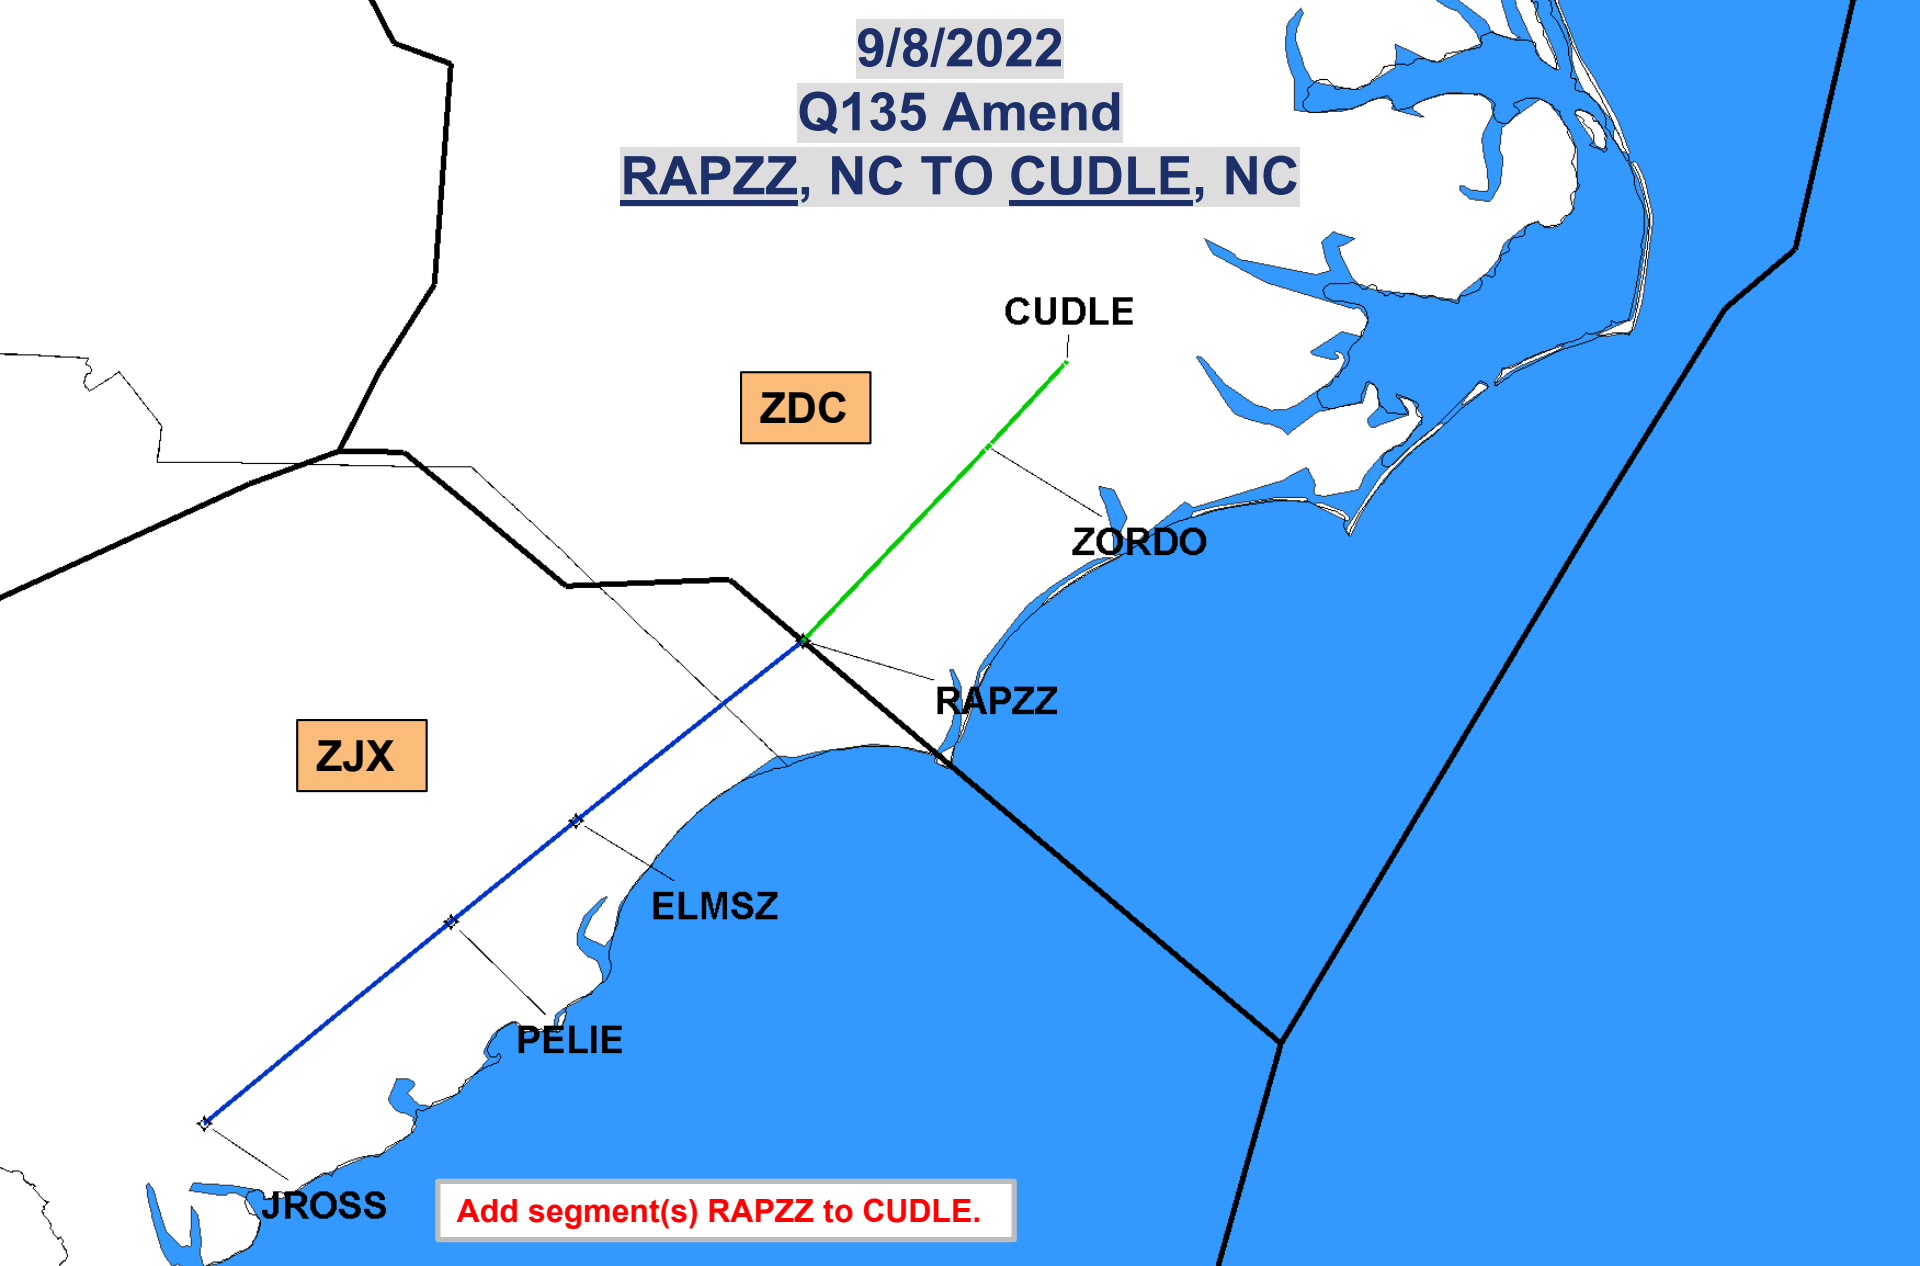 9/8/2022
Q135 Amend
RAPZZ, NC TO CUDLE, NC
CUDLE
ZDC
ZORDO
RAPZZ
ZJX
ELMSZ
PELIE
JROSS
Add segment(s) RAPZZ to CUDLE.